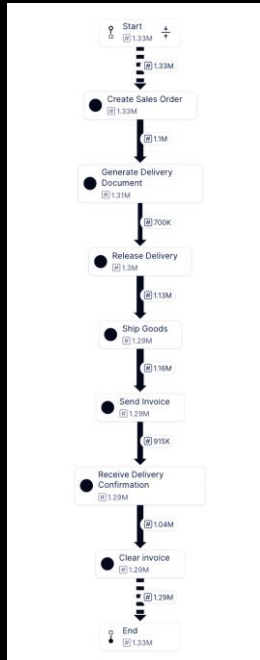 Start
# 1.33M
# 1.33M
Create Sales Order
# 1.33M
# 1.1M
Generate Delivery
Document
# 1.31M
# 700K
Release Delivery
# 1.3M
# 1.13M
Ship Goods
# 1.29M
# 1.16M
Send Invoice
# 1.29M
# 915K
Receive Delivery
Confirmation
# 1.29M
# 1.04M
Clear invoice
# 1.29M
# 1.29M
End
# 1.33M